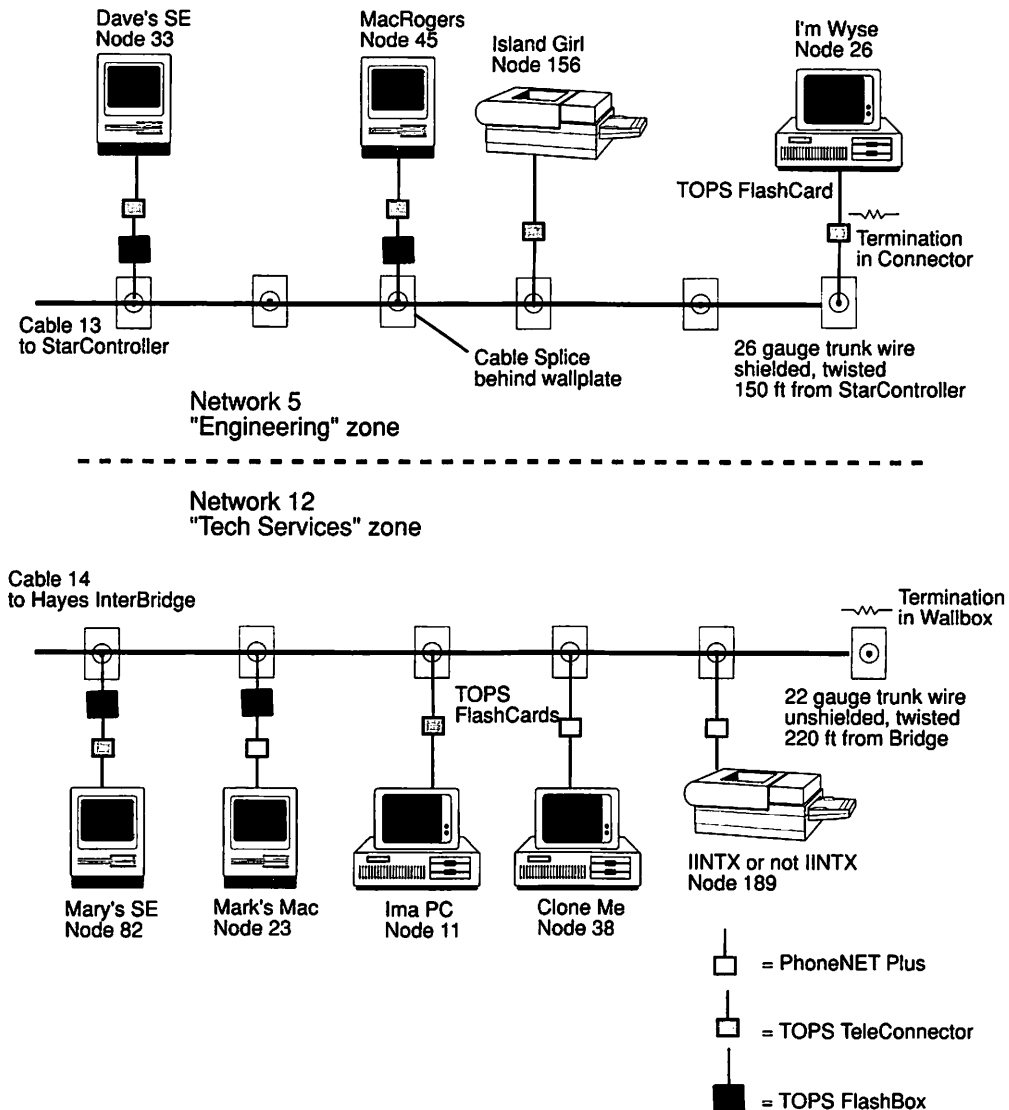 Dave's SE
Node 33
MacRogers
Node 45
Island Girl
Node 156
I'm Wyse
Node 26
TOPS FlashCard
Termination
in Connector
Cable 13
to StarController
Cable Splice
behind wallplate
26 gauge trunk wire
shielded, twisted
150 ft from StarController
Network 5
"Engineering" zone
Network 12
"Tech Services" zone
Cable 14
to Hayes InterBridge
Termination
in Wallbox
TOPS
FlashCards
22 gauge trunk wire
unshielded, twisted
220 ft from Bridge
Mary's SE
Node 82
Mark's Mac
Node 23
Ima PC
Node 11
Clone Me
Node 38
IINTX or not IINTX
Node 189
= PhoneNET Plus
= TOPS TeleConnector
= TOPS FlashBox